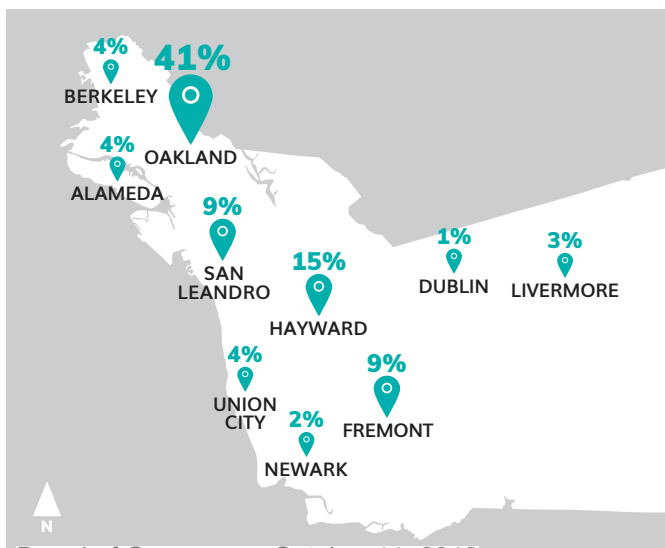 4%
BERKELEY
41%
OAKLAND
4%
ALAMEDA
9%
SAN
LEANDRO
15%
HAYWARD
1%
DUBLIN
3%
LIVERMORE
4%
UNION
CITY
9%
FREMONT
2%
NEWARK
N